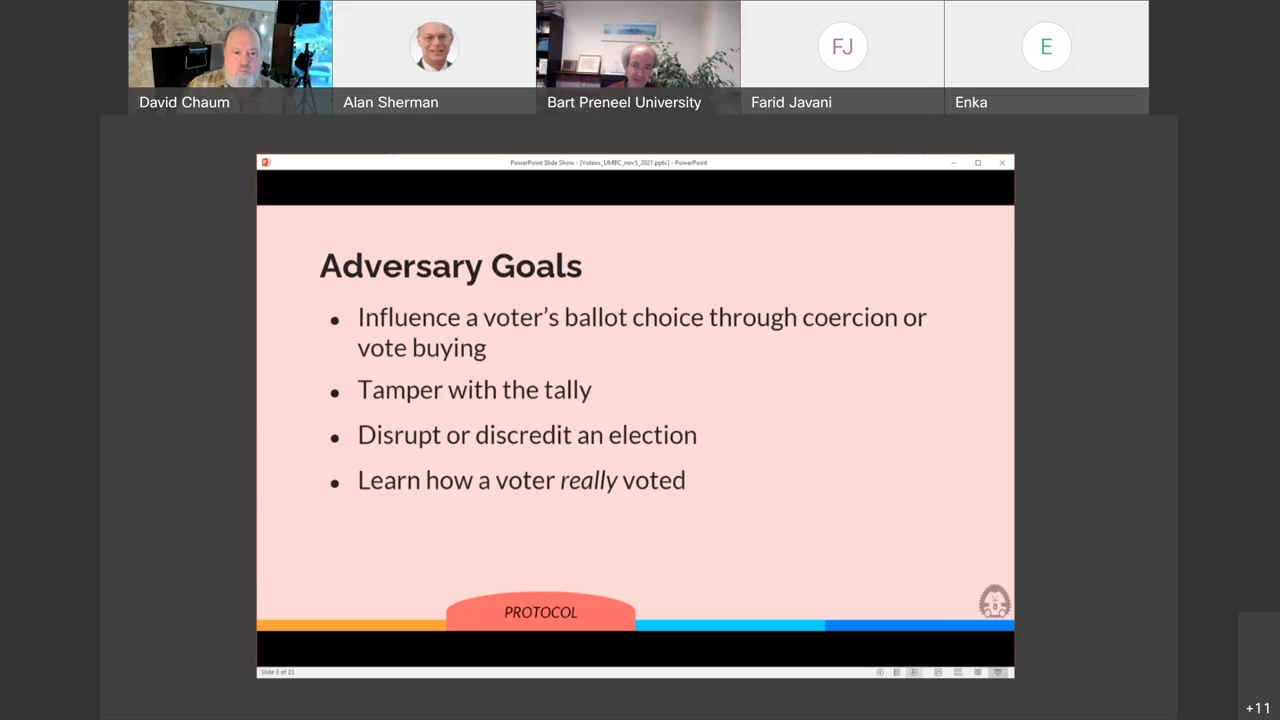 David Chaum
Alan Sherman
Bart Preneel University
FJ
Farid Javani
E
Enka
PowerPoint Slide Show - [Votexx_UMBC_nov5_2021.pptx] - PowerPoint
Adversary Goals
• Influence a voter's ballot choice through coercion or
vote buying
• Tamper with the tally
• Disrupt or discredit an election
• Learn how a voter really voted
PROTOCOL
8
Slide 8 of 23
+11